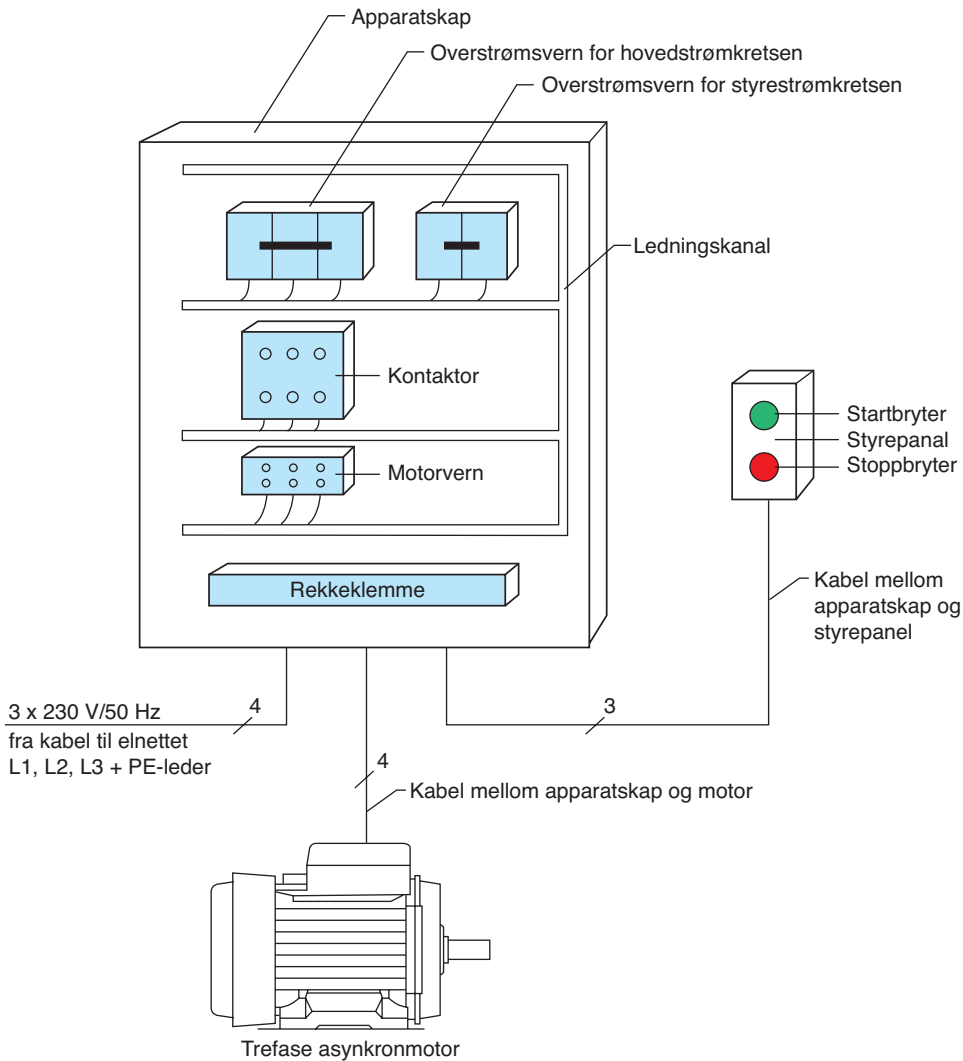 Apparatskap
Overstrømsvern for hovedstrømkretsen
Overstrømsvern for styrestrømkretsen
Ledningskanal
Kontaktor
Motorvern
Rekkeklemme
Startbryter
Styrepanal
Stoppbryter
Kabel mellom
apparatskap og
styrepanel
3 x 230 V/50 Hz
4
fra kabel til elnettet
L1, L2, L3 + PE-leder
3
4
Kabel mellom apparatskap og motor
Trefase asynkronmotor